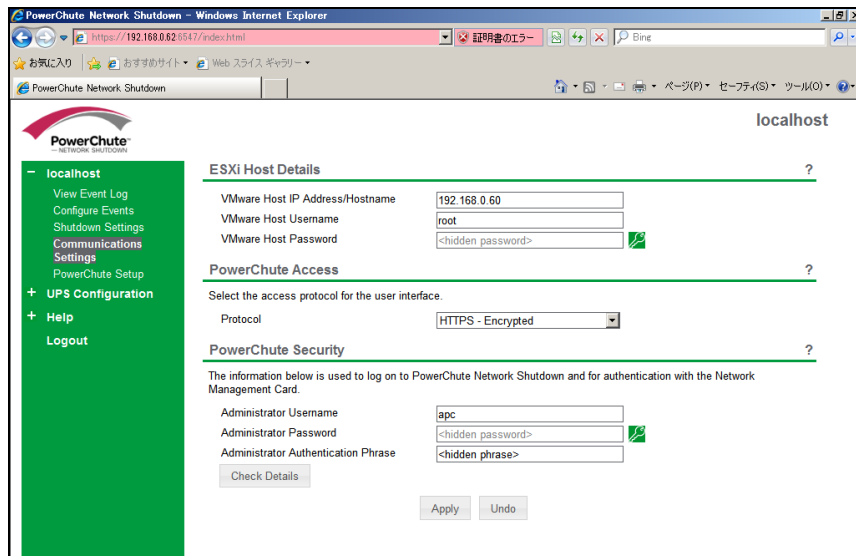 PowerChute Network Shutdown - Windows Internet Explorer
https://192.168.0.62:6547/index.html
証明書のエラー
Bing
お気に入り
おすすめサイト
Web スライス ギャラリー
PowerChute Network Shutdown
ページ(P)
セーフティ(S)
ツール(O)
localhost
PowerChute™
NETWORK SHUTDOWN
localhost
View Event Log
Configure Events
Shutdown Settings
Communications
Settings
PowerChute Setup
UPS Configuration
Help
Logout
ESXi Host Details
?
VMware Host IP Address/Hostname
192.168.0.60
VMware Host Username
root
VMware Host Password
<hidden password>
PowerChute Access
?
Select the access protocol for the user interface.
Protocol
HTTPS - Encrypted
PowerChute Security
?
The information below is used to log on to PowerChute Network Shutdown and for authentication with the Network
Management Card.
Administrator Username
apc
Administrator Password
<hidden password>
Administrator Authentication Phrase
<hidden phrase>
Check Details
Apply
Undo